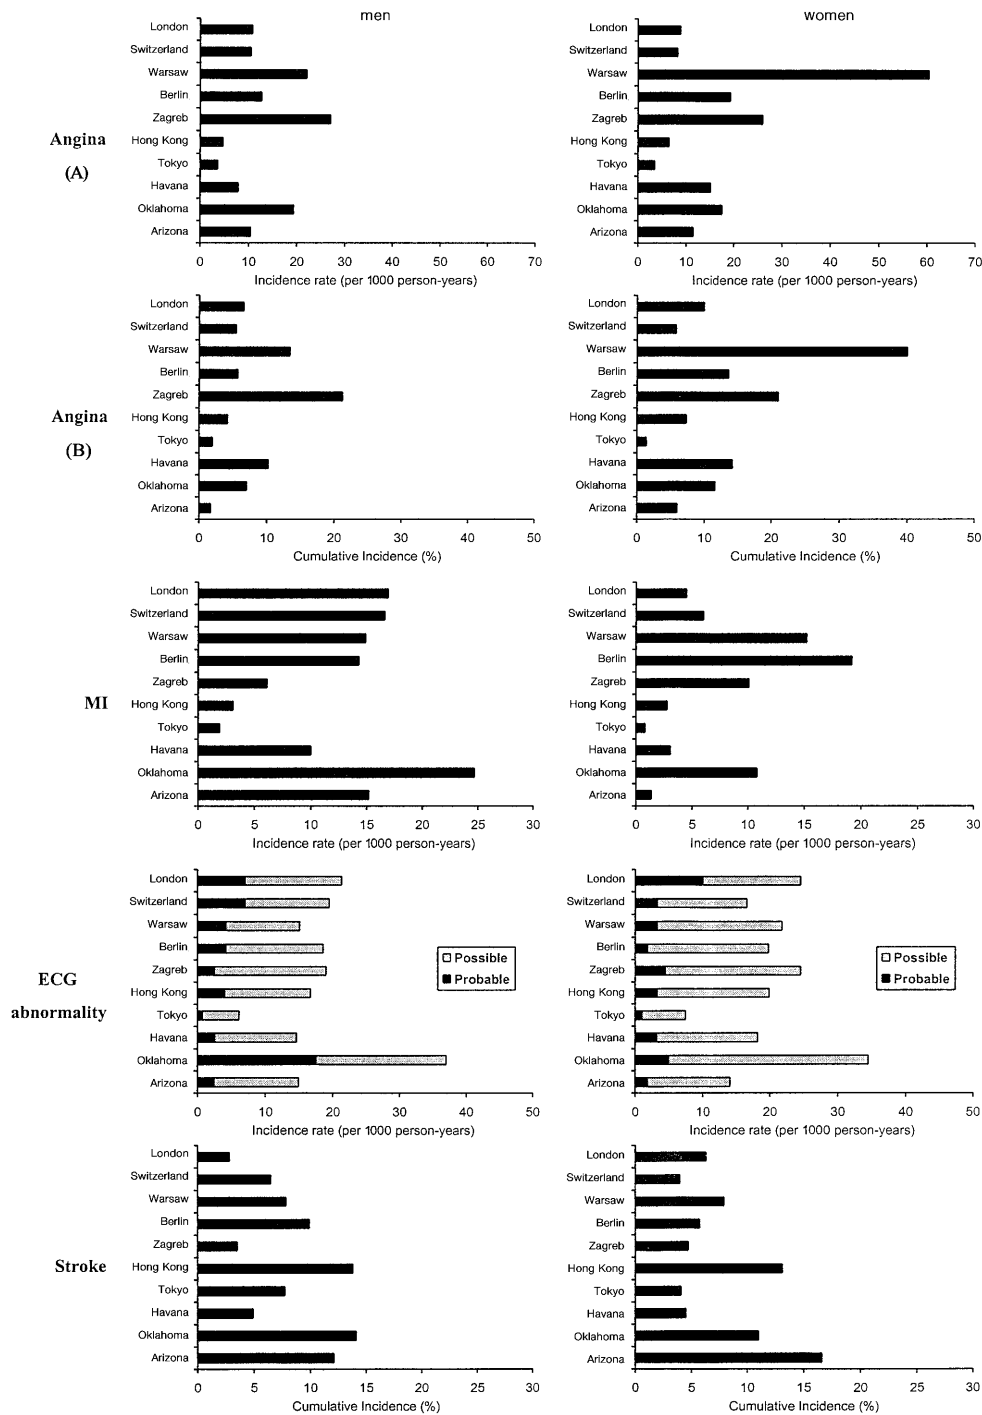 men
women
Angina
(A)
London
Switzerland
Warsaw
Berlin
Zagreb
Hong Kong
Tokyo
Havana
Oklahoma
Arizona
0 10 20 30 40 50 60 70
Incidence rate (per 1000 person-years)
London
Switzerland
Warsaw
Berlin
Zagreb
Hong Kong
Tokyo
Havana
Oklahoma
Arizona
0 10 20 30 40 50 60 70
Incidence rate (per 1000 person-years)
Angina
(B)
London
Switzerland
Warsaw
Berlin
Zagreb
Hong Kong
Tokyo
Havana
Oklahoma
Arizona
0 10 20 30 40 50
Cumulative Incidence (%)
London
Switzerland
Warsaw
Berlin
Zagreb
Hong Kong
Tokyo
Havana
Oklahoma
Arizona
0 10 20 30 40 50
Cumulative Incidence (%)
MI
London
Switzerland
Warsaw
Berlin
Zagreb
Hong Kong
Tokyo
Havana
Oklahoma
Arizona
0 5 10 15 20 25 30
Incidence rate (per 1000 person-years)
London
Switzerland
Warsaw
Berlin
Zagreb
Hong Kong
Tokyo
Havana
Oklahoma
Arizona
0 5 10 15 20 25 30
Incidence rate (per 1000 person-years)
ECG
abnormality
London
Switzerland
Warsaw
Berlin
Zagreb
Hong Kong
Tokyo
Havana
Oklahoma
Arizona
Possible
Probable
0 10 20 30 40 50
Incidence rate (per 1000 person-years)
London
Switzerland
Warsaw
Berlin
Zagreb
Hong Kong
Tokyo
Havana
Oklahoma
Arizona
Possible
Probable
0 10 20 30 40 50
Incidence rate (per 1000 person-years)
Stroke
London
Switzerland
Warsaw
Berlin
Zagreb
Hong Kong
Tokyo
Havana
Oklahoma
Arizona
0 5 10 15 20 25 30
Cumulative Incidence (%)
London
Switzerland
Warsaw
Berlin
Zagreb
Hong Kong
Tokyo
Havana
Oklahoma
Arizona
0 5 10 15 20 25 30
Cumulative Incidence (%)